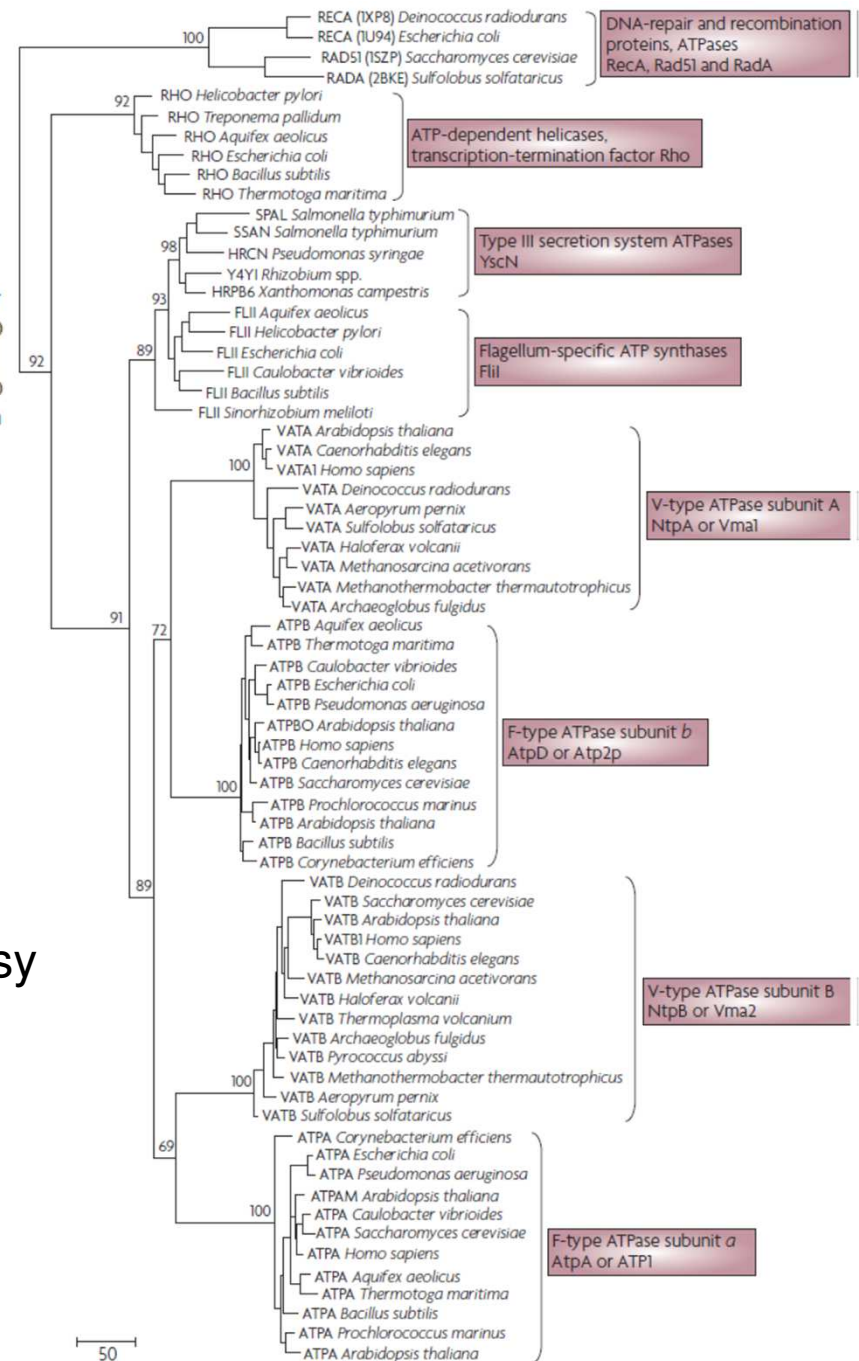 RECA (1XP8) Deinococcus radiodurans
RECA (1U94) Escherichia coli
RAD51 (1SZP) Saccharomyces cerevisiae
RADA (2BKE) Sulfolobus solfataricus
100
DNA-repair and recombination
proteins, ATPases
RecA, Rad51 and RadA
92
RHO Helicobacter pylori
RHO Treponema pallidum
RHO Aquifex aeolicus
RHO Escherichia coli
RHO Bacillus subtilis
RHO Thermotoga maritima
ATP-dependent helicases,
transcription-termination factor Rho
SPAL Salmonella typhimurium
SSAN Salmonella typhimurium
HRCN Pseudomonas syringae
Y4YI Rhizobium spp.
HRPB6 Xanthomonas campestris
98
Type III secretion system ATPases
YscN
93
FLII Aquifex aeolicus
FLII Helicobacter pylori
FLII Escherichia coli
FLII Caulobacter vibrioides
FLII Bacillus subtilis
FLII Sinorhizobium meliloti
89
92
Flagellum-specific ATP synthases
FliI
VATA Arabidopsis thaliana
VATA Caenorhabditis elegans
VATA1 Homo sapiens
VATA Deinococcus radiodurans
VATA Aeropyrum pernix
VATA Sulfolobus solfataricus
VATA Haloferax volcanii
VATA Methanosarcina acetivorans
VATA Methanothermobacter thermautotrophicus
VATA Archaeoglobus fulgidus
100
V-type ATPase subunit A
NtpA or Vma1
91
72
ATPB Aquifex aeolicus
ATPB Thermotoga maritima
ATPB Caulobacter vibrioides
ATPB Escherichia coli
ATPB Pseudomonas aeruginosa
ATPBO Arabidopsis thaliana
ATPB Homo sapiens
ATPB Caenorhabditis elegans
ATPB Saccharomyces cerevisiae
ATPB Prochlorococcus marinus
ATPB Arabidopsis thaliana
ATPB Bacillus subtilis
ATPB Corynebacterium efficiens
100
F-type ATPase subunit b
AtpD or Atp2p
89
sy
VATB Deinococcus radiodurans
VATB Saccharomyces cerevisiae
VATB Arabidopsis thaliana
VATB1 Homo sapiens
VATB Caenorhabditis elegans
VATB Methanosarcina acetivorans
VATB Haloferax volcanii
VATB Thermoplasma volcanium
VATB Archaeoglobus fulgidus
VATB Pyrococcus abyssi
VATB Methanothermobacter thermautotrophicus
VATB Aeropyrum pernix
VATB Sulfolobus solfataricus
100
V-type ATPase subunit B
NtpB or Vma2
69
ATPA Corynebacterium efficiens
ATPA Escherichia coli
ATPA Pseudomonas aeruginosa
ATPAM Arabidopsis thaliana
ATPA Caulobacter vibrioides
ATPA Saccharomyces cerevisiae
ATPA Homo sapiens
ATPA Aquifex aeolicus
ATPA Thermotoga maritima
ATPA Bacillus subtilis
ATPA Prochlorococcus marinus
ATPA Arabidopsis thaliana
100
F-type ATPase subunit a
AtpA or ATP1
50